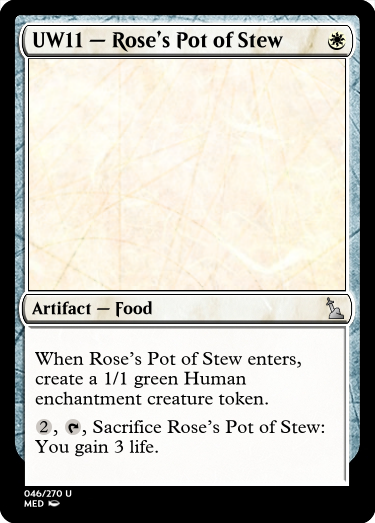 UW11 — Rose's Pot of Stew
Artifact — Food
When Rose's Pot of Stew enters,
create a 1/1 green Human
enchantment creature token.
2, , Sacrifice Rose's Pot of Stew:
You gain 3 life.
046/270 U
MED